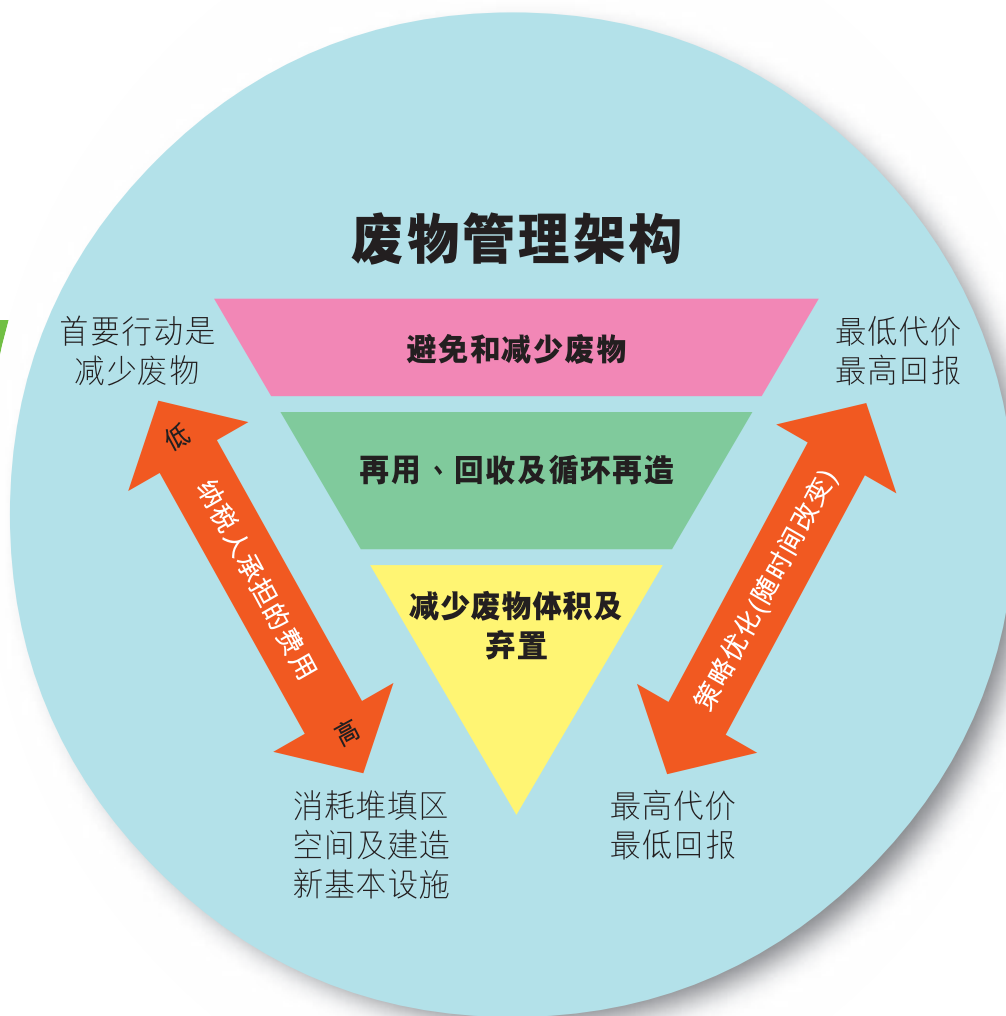 废物管理架构
首要行动是
减少废物
避免和减少废物
最低代价
最高回报
低
纳税人承担的费用
高
再用、回收及循环再造
策略优化(随时间改变)
减少废物体积及
弃置
消耗堆填区
空间及建造
新基本设施
最高代价
最低回报